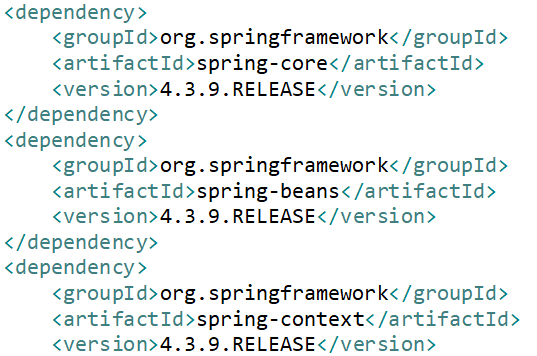 <dependency>
    <groupId>org.springframework</groupId>
    <artifactId>spring-core</artifactId>
    <version>4.3.9.RELEASE</version>
</dependency>
<dependency>
    <groupId>org.springframework</groupId>
    <artifactId>spring-beans</artifactId>
    <version>4.3.9.RELEASE</version>
</dependency>
<dependency>
    <groupId>org.springframework</groupId>
    <artifactId>spring-context</artifactId>
    <version>4.3.9.RELEASE</version>